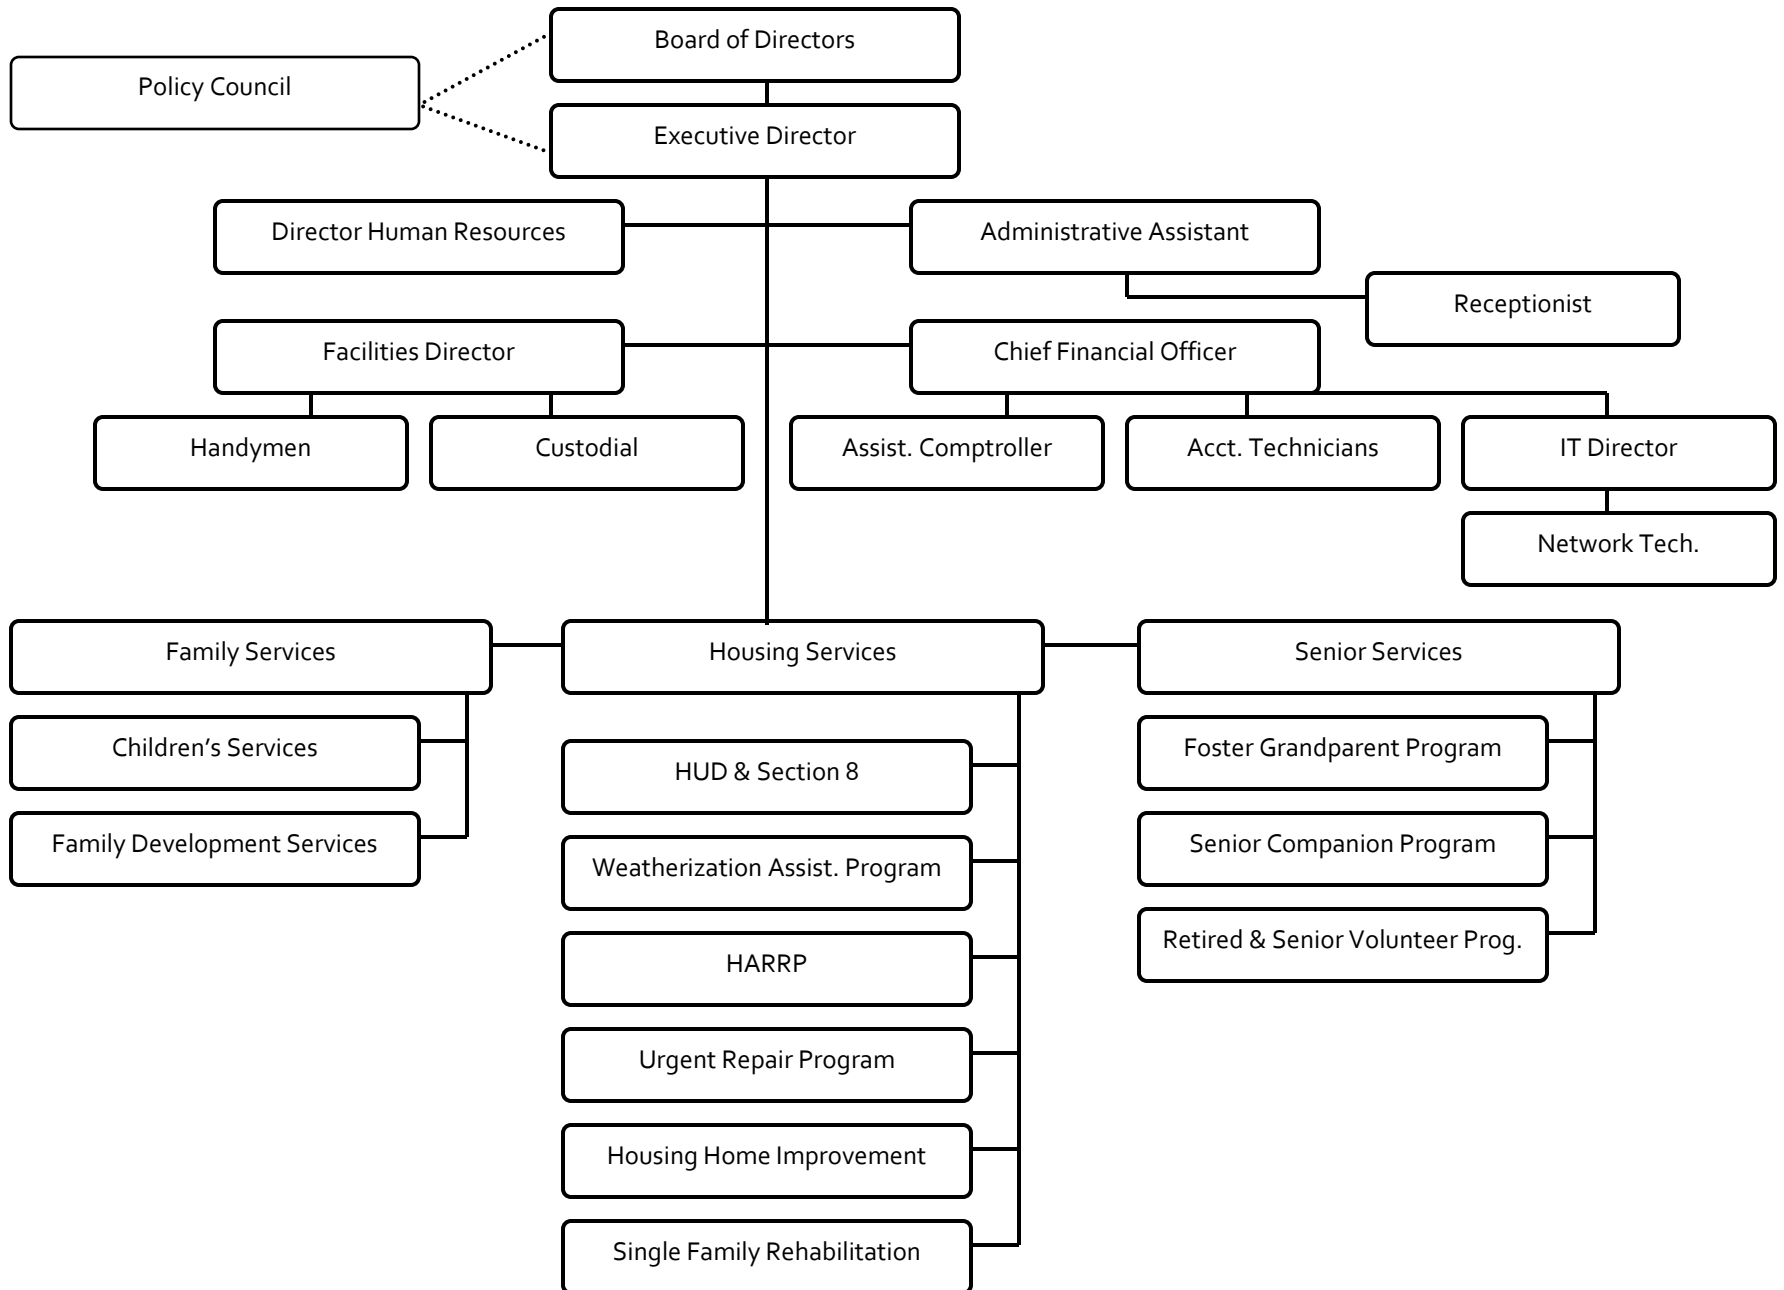 Board of Directors
Policy Council
Executive Director
Director Human Resources
Administrative Assistant
Receptionist
Facilities Director
Chief Financial Officer
Handymen
Custodial
Assist. Comptroller
Acct. Technicians
IT Director
Network Tech.
Family Services
Housing Services
Senior Services
Children’s Services
Family Development Services
HUD & Section 8
Weatherization Assist. Program
HARRP
Urgent Repair Program
Housing Home Improvement
Single Family Rehabilitation
Foster Grandparent Program
Senior Companion Program
Retired & Senior Volunteer Prog.